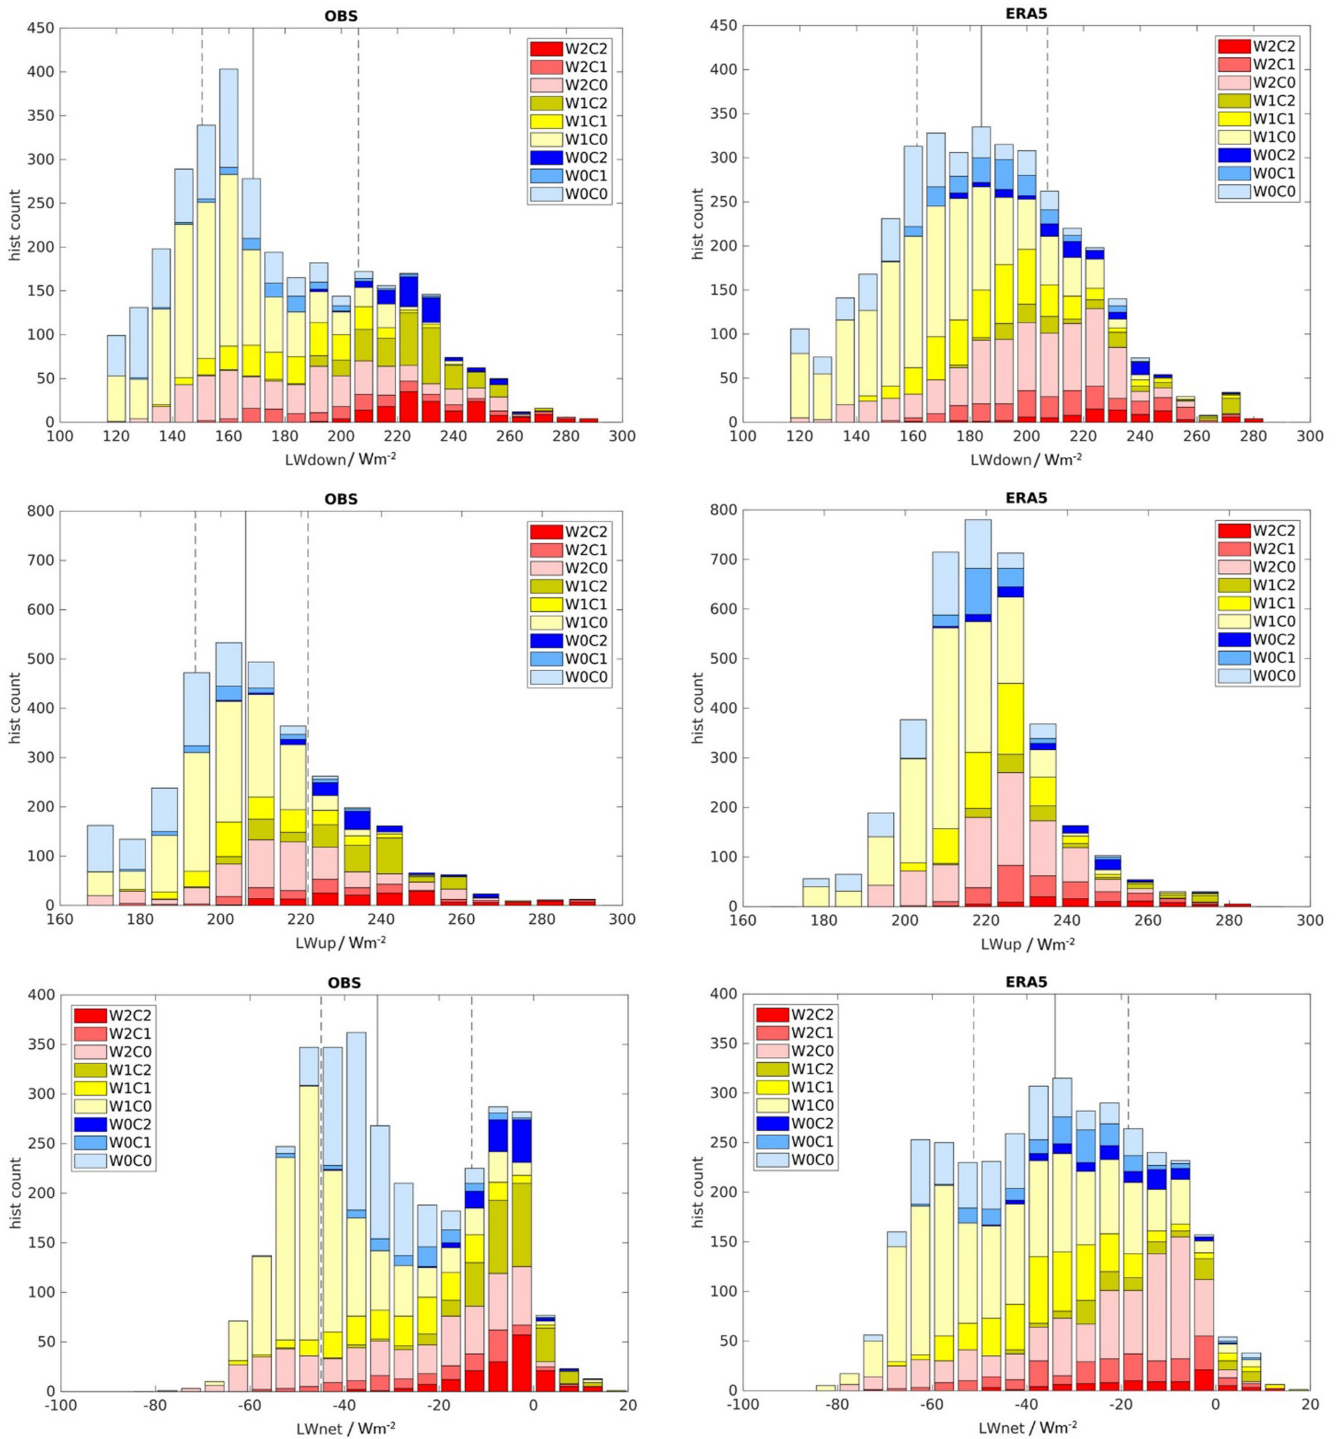 OBS
450
400
350
300
250
200
150
100
50
0
hist count
100 120 140 160 180 200 220 240 260 280 300
LWdown / Wm-2
W2C2
W2C1
W2C0
W1C2
W1C1
W1C0
W0C2
W0C1
W0C0
ERA5
450
400
350
300
250
200
150
100
50
0
hist count
100 120 140 160 180 200 220 240 260 280 300
LWdown / Wm-2
W2C2
W2C1
W2C0
W1C2
W1C1
W1C0
W0C2
W0C1
W0C0
OBS
800
700
600
500
400
300
200
100
0
hist count
160 180 200 220 240 260 280 300
LWup / Wm-2
W2C2
W2C1
W2C0
W1C2
W1C1
W1C0
W0C2
W0C1
W0C0
ERA5
800
700
600
500
400
300
200
100
0
hist count
160 180 200 220 240 260 280 300
LWup / Wm-2
W2C2
W2C1
W2C0
W1C2
W1C1
W1C0
W0C2
W0C1
W0C0
OBS
400
350
300
250
200
150
100
50
0
hist count
-100 -80 -60 -40 -20 0 20
LWnet / Wm-2
W2C2
W2C1
W2C0
W1C2
W1C1
W1C0
W0C2
W0C1
W0C0
ERA5
400
350
300
250
200
150
100
50
0
hist count
-100 -80 -60 -40 -20 0 20
LWnet / Wm-2
W2C2
W2C1
W2C0
W1C2
W1C1
W1C0
W0C2
W0C1
W0C0